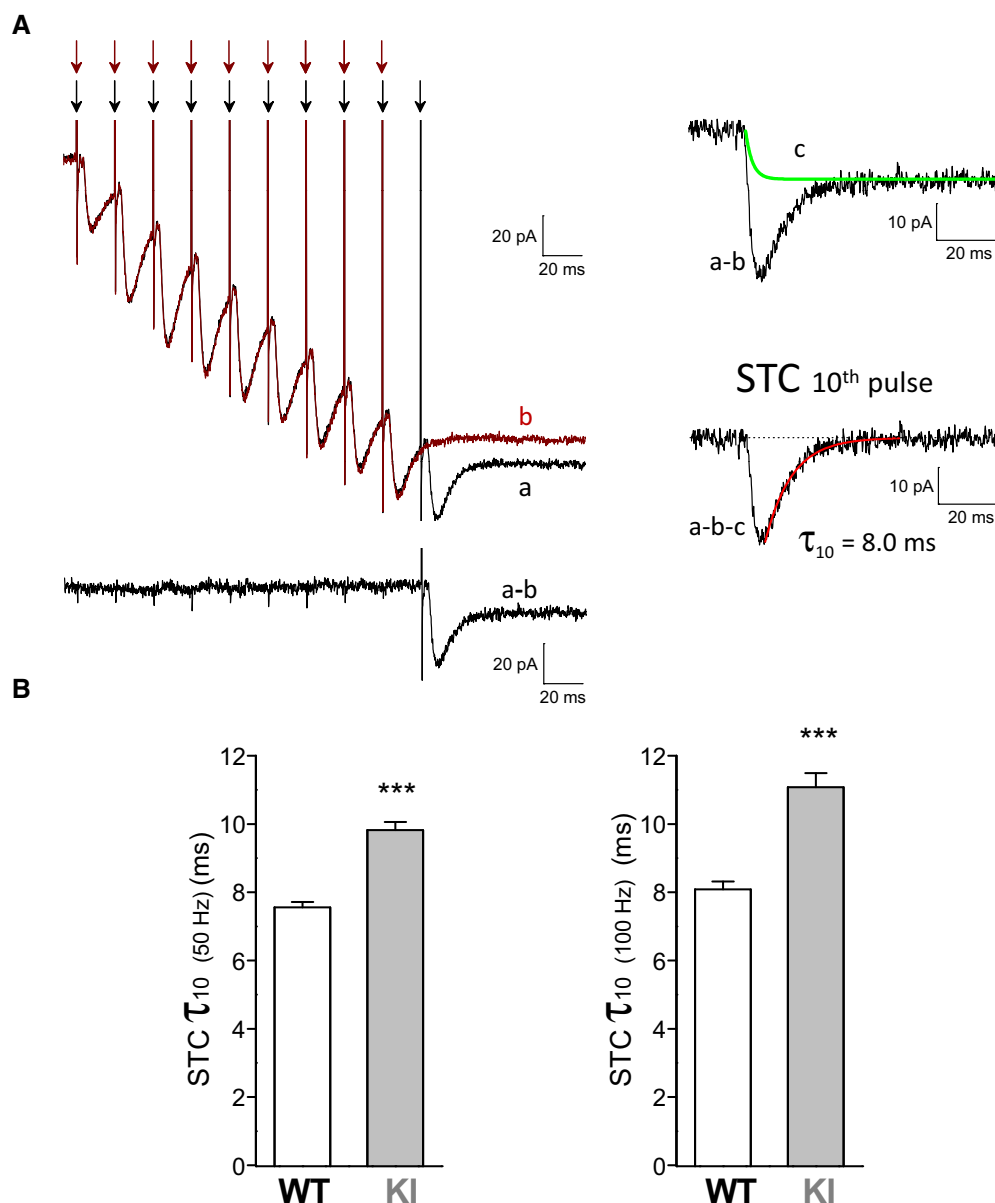 A
20 pA
20 ms
b
a
a-b
20 pA
20 ms
c
a-b
10 pA
20 ms
STC 10th pulse
a-b-c
10 pA
20 ms
τ10 = 8.0 ms
B
STC τ10 (50 Hz) (ms)
12
10
8
6
4
2
0
***
WT KI
STC τ10 (100 Hz) (ms)
12
10
8
6
4
2
0
***
WT KI